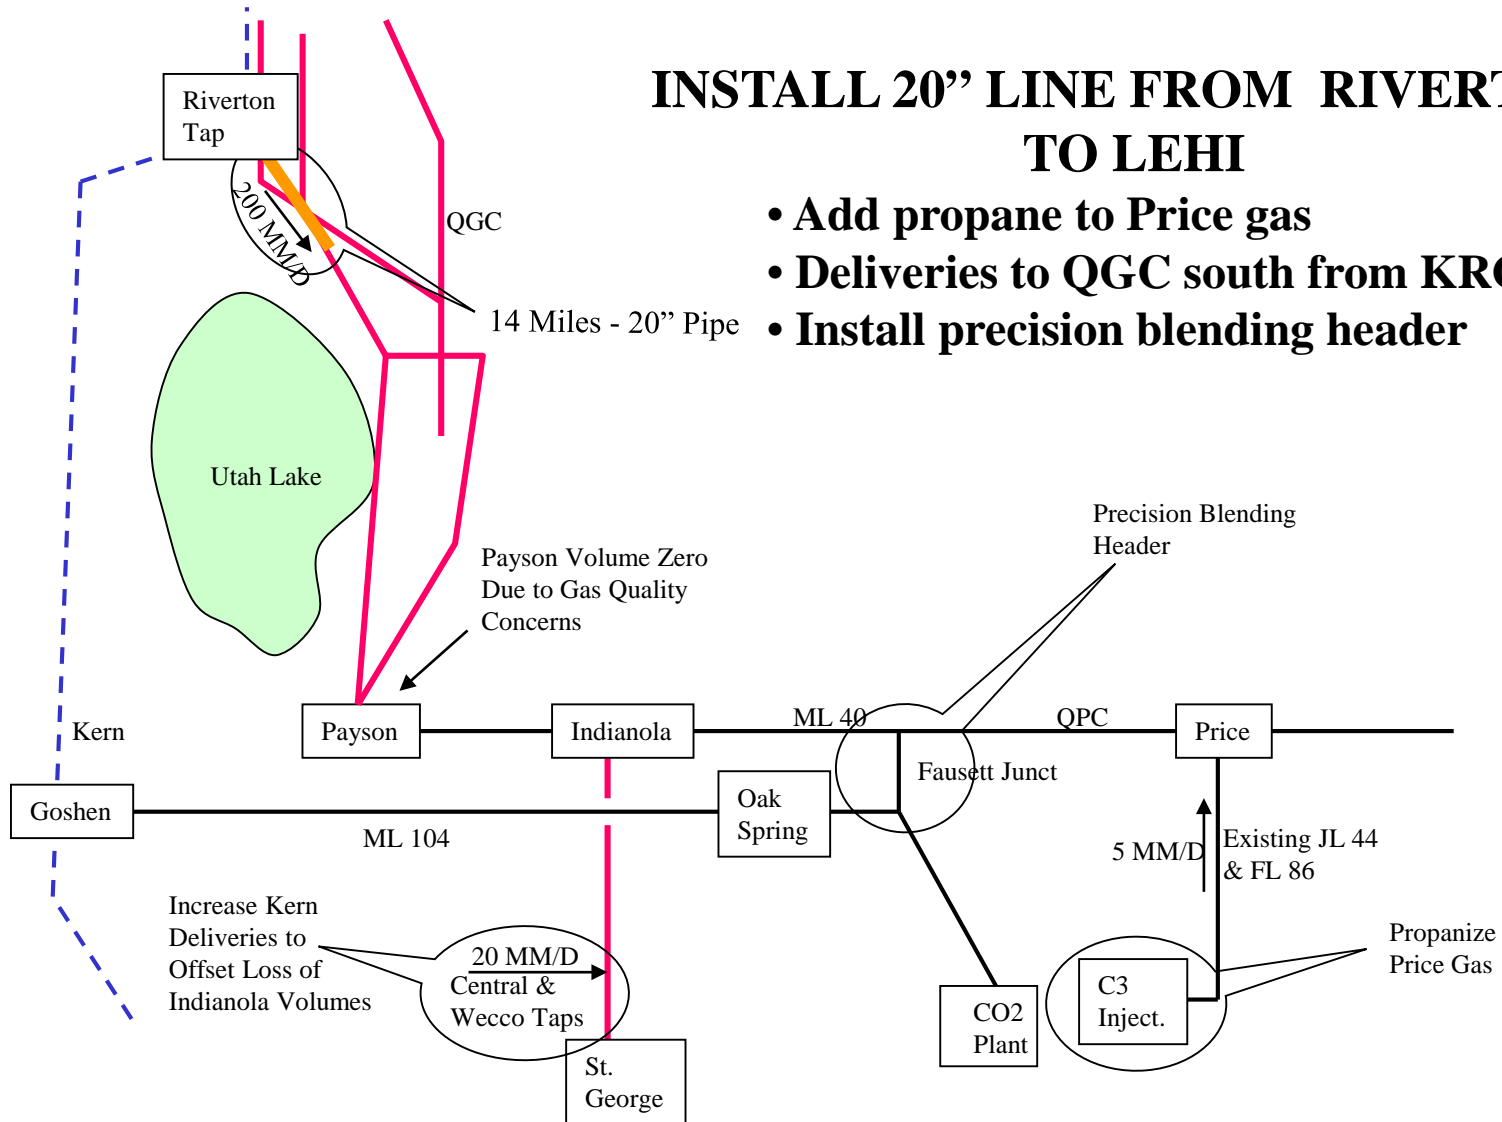 INSTALL 20” LINE FROM RIVERT
TO LEHI
• Add propane to Price gas
• Deliveries to QGC south from KR
• Install precision blending header
Riverton
Tap
200 MM/D
QGC
14 Miles - 20” Pipe
Utah Lake
Precision Blending
Header
Payson Volume Zero
Due to Gas Quality
Concerns
Kern
Payson
Indianola
ML 40
QPC
Price
Fausett Junct
Goshen
ML 104
Oak
Spring
5 MM/D
Existing JL 44
& FL 86
Increase Kern
Deliveries to
Offset Loss of
Indianola Volumes
20 MM/D
Central &
Wecco Taps
St.
George
CO2
Plant
C3
Inject.
Propanize
Price Gas